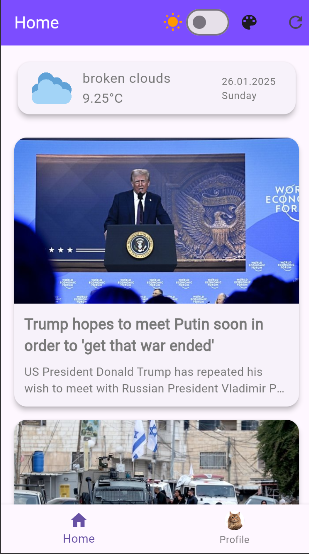 Home
broken clouds
9.25°C
26.01.2025
Sunday
WORLD
ECONOMIC
FORUM
Trump hopes to meet Putin soon in
order to 'get that war ended'
US President Donald Trump has repeated his
wish to meet with Russian President Vladimir P...
Home
Profile